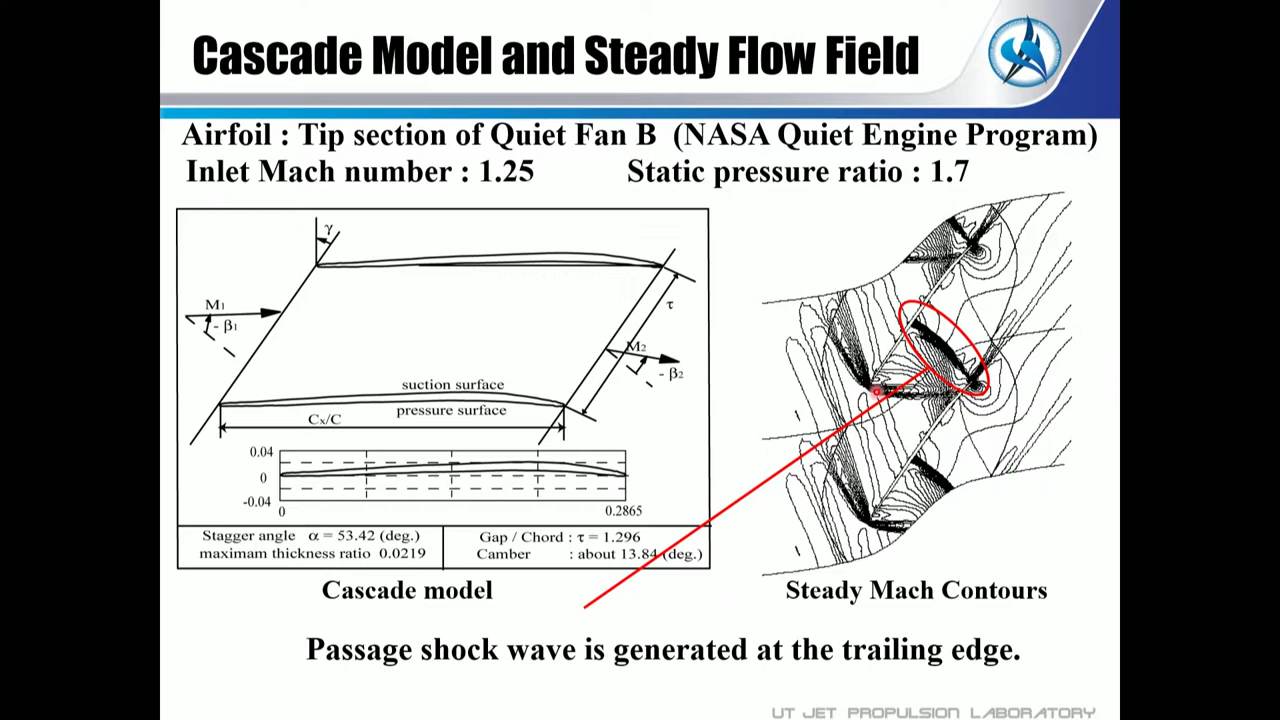 Cascade Model and Steady Flow Field
Airfoil : Tip section of Quiet Fan B (NASA Quiet Engine Program)
Inlet Mach number : 1.25 Static pressure ratio : 1.7
γ
M1
- β1
τ
M2
- β2
suction surface
pressure surface
Cx/C
0.04
0
-0.04
0 0.2865
Stagger angle α = 53.42 (deg.)
maximam thickness ratio 0.0219
Gap / Chord : τ = 1.296
Camber : about 13.84 (deg.)
Cascade model
Steady Mach Contours
Passage shock wave is generated at the trailing edge.
UT JET PROPULSION LABORATORY